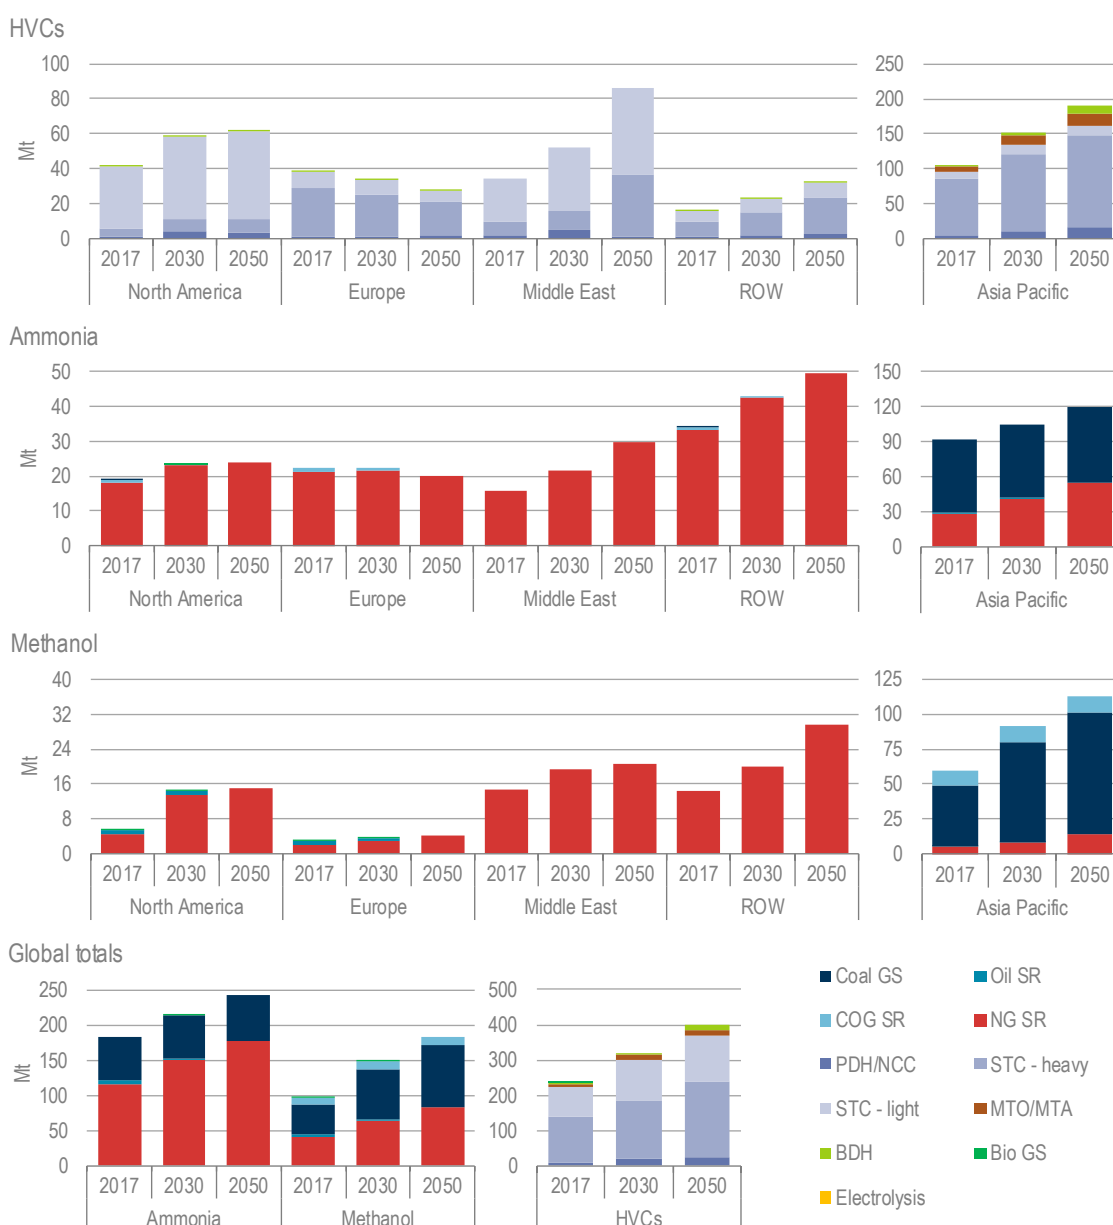 HVCs
Mt
100
80
60
40
20
0
2017 2030 2050 2017 2030 2050 2017 2030 2050 2017 2030 2050
North America Europe Middle East ROW
250
200
150
100
50
0
2017 2030 2050
Asia Pacific
Ammonia
Mt
50
40
30
20
10
0
2017 2030 2050 2017 2030 2050 2017 2030 2050 2017 2030 2050
North America Europe Middle East ROW
150
120
90
60
30
0
2017 2030 2050
Asia Pacific
Methanol
Mt
40
32
24
16
8
0
2017 2030 2050 2017 2030 2050 2017 2030 2050 2017 2030 2050
North America Europe Middle East ROW
125
100
75
50
25
0
2017 2030 2050
Asia Pacific
Global totals
Mt
250
200
150
100
50
0
2017 2030 2050 2017 2030 2050
Ammonia Methanol
500
400
300
200
100
0
2017 2030 2050
HVCs
Coal GS Oil SR
COG SR NG SR
PDH/NCC STC - heavy
STC - light MTO/MTA
BDH Bio GS
Electrolysis